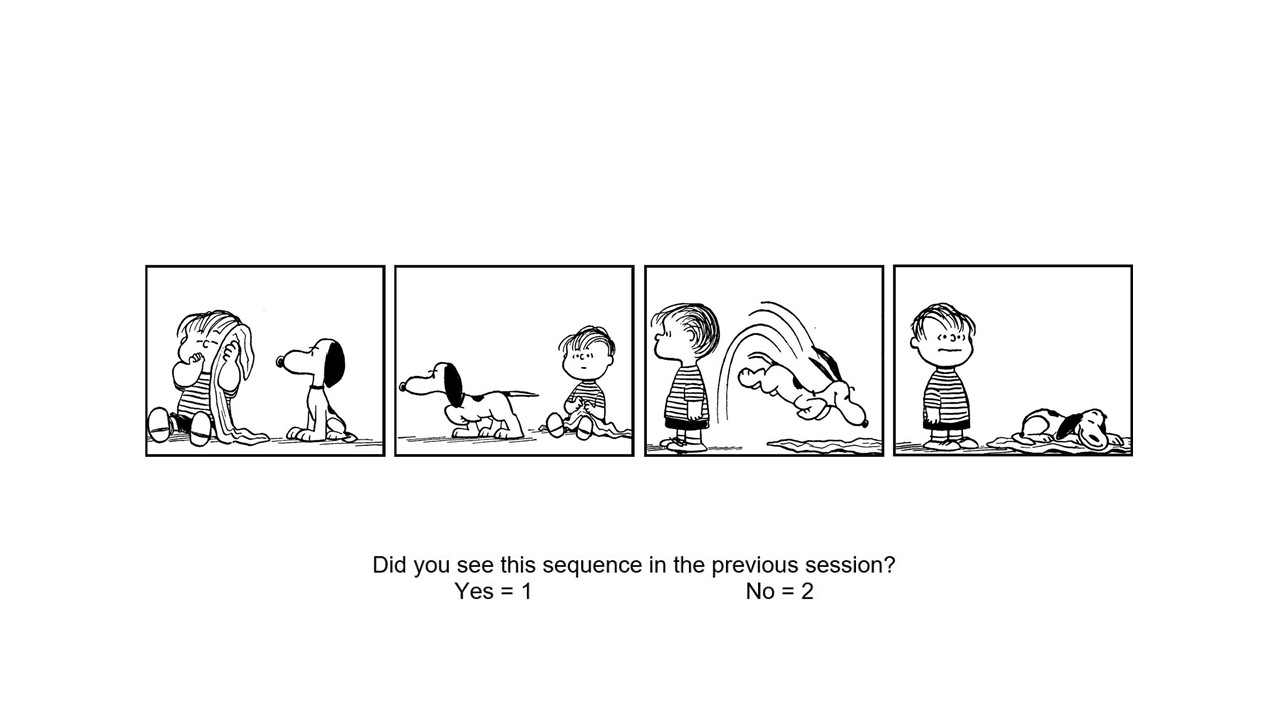 Did you see this sequence in the previous session?
Yes = 1 No = 2